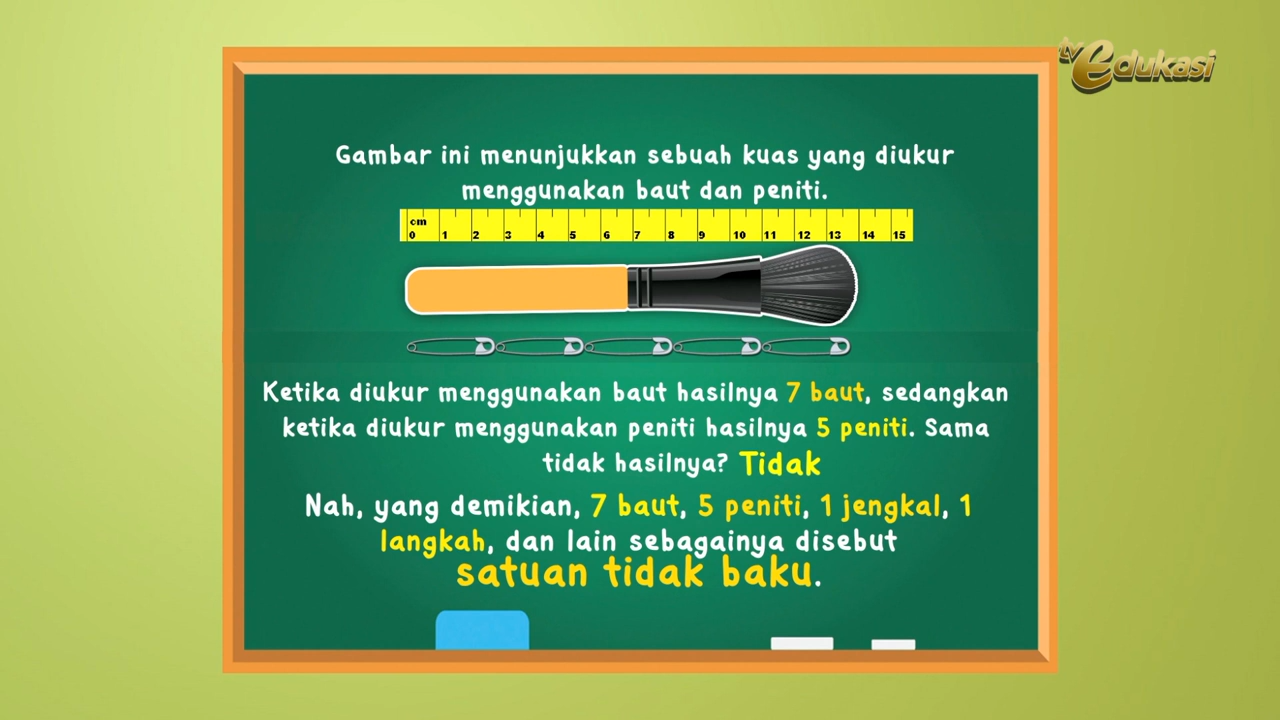 tv edukasi
Gambar ini menunjukkan sebuah kuas yang diukur
menggunakan baut dan peniti.
cm
0 1 2 3 4 5 6 7 8 9 10 11 12 13 14 15
Ketika diukur menggunakan baut hasilnya 7 baut, sedangkan
ketika diukur menggunakan peniti hasilnya 5 peniti. Sama
tidak hasilnya? Tidak
Nah, yang demikian, 7 baut, 5 peniti, 1 jengkal, 1
langkah, dan lain sebagainya disebut
satuan tidak baku.